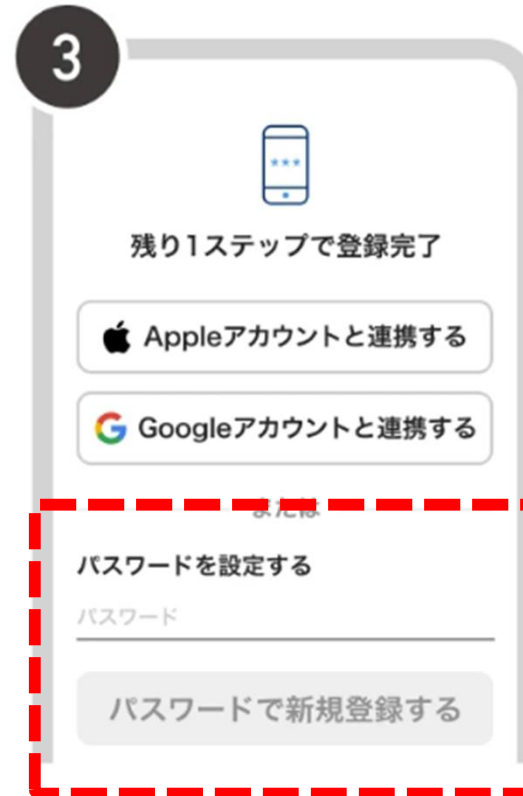 3
***
残り1ステップで登録完了
Appleアカウントと連携する
Googleアカウントと連携する
または
パスワードを設定する
パスワード
パスワードで新規登録する